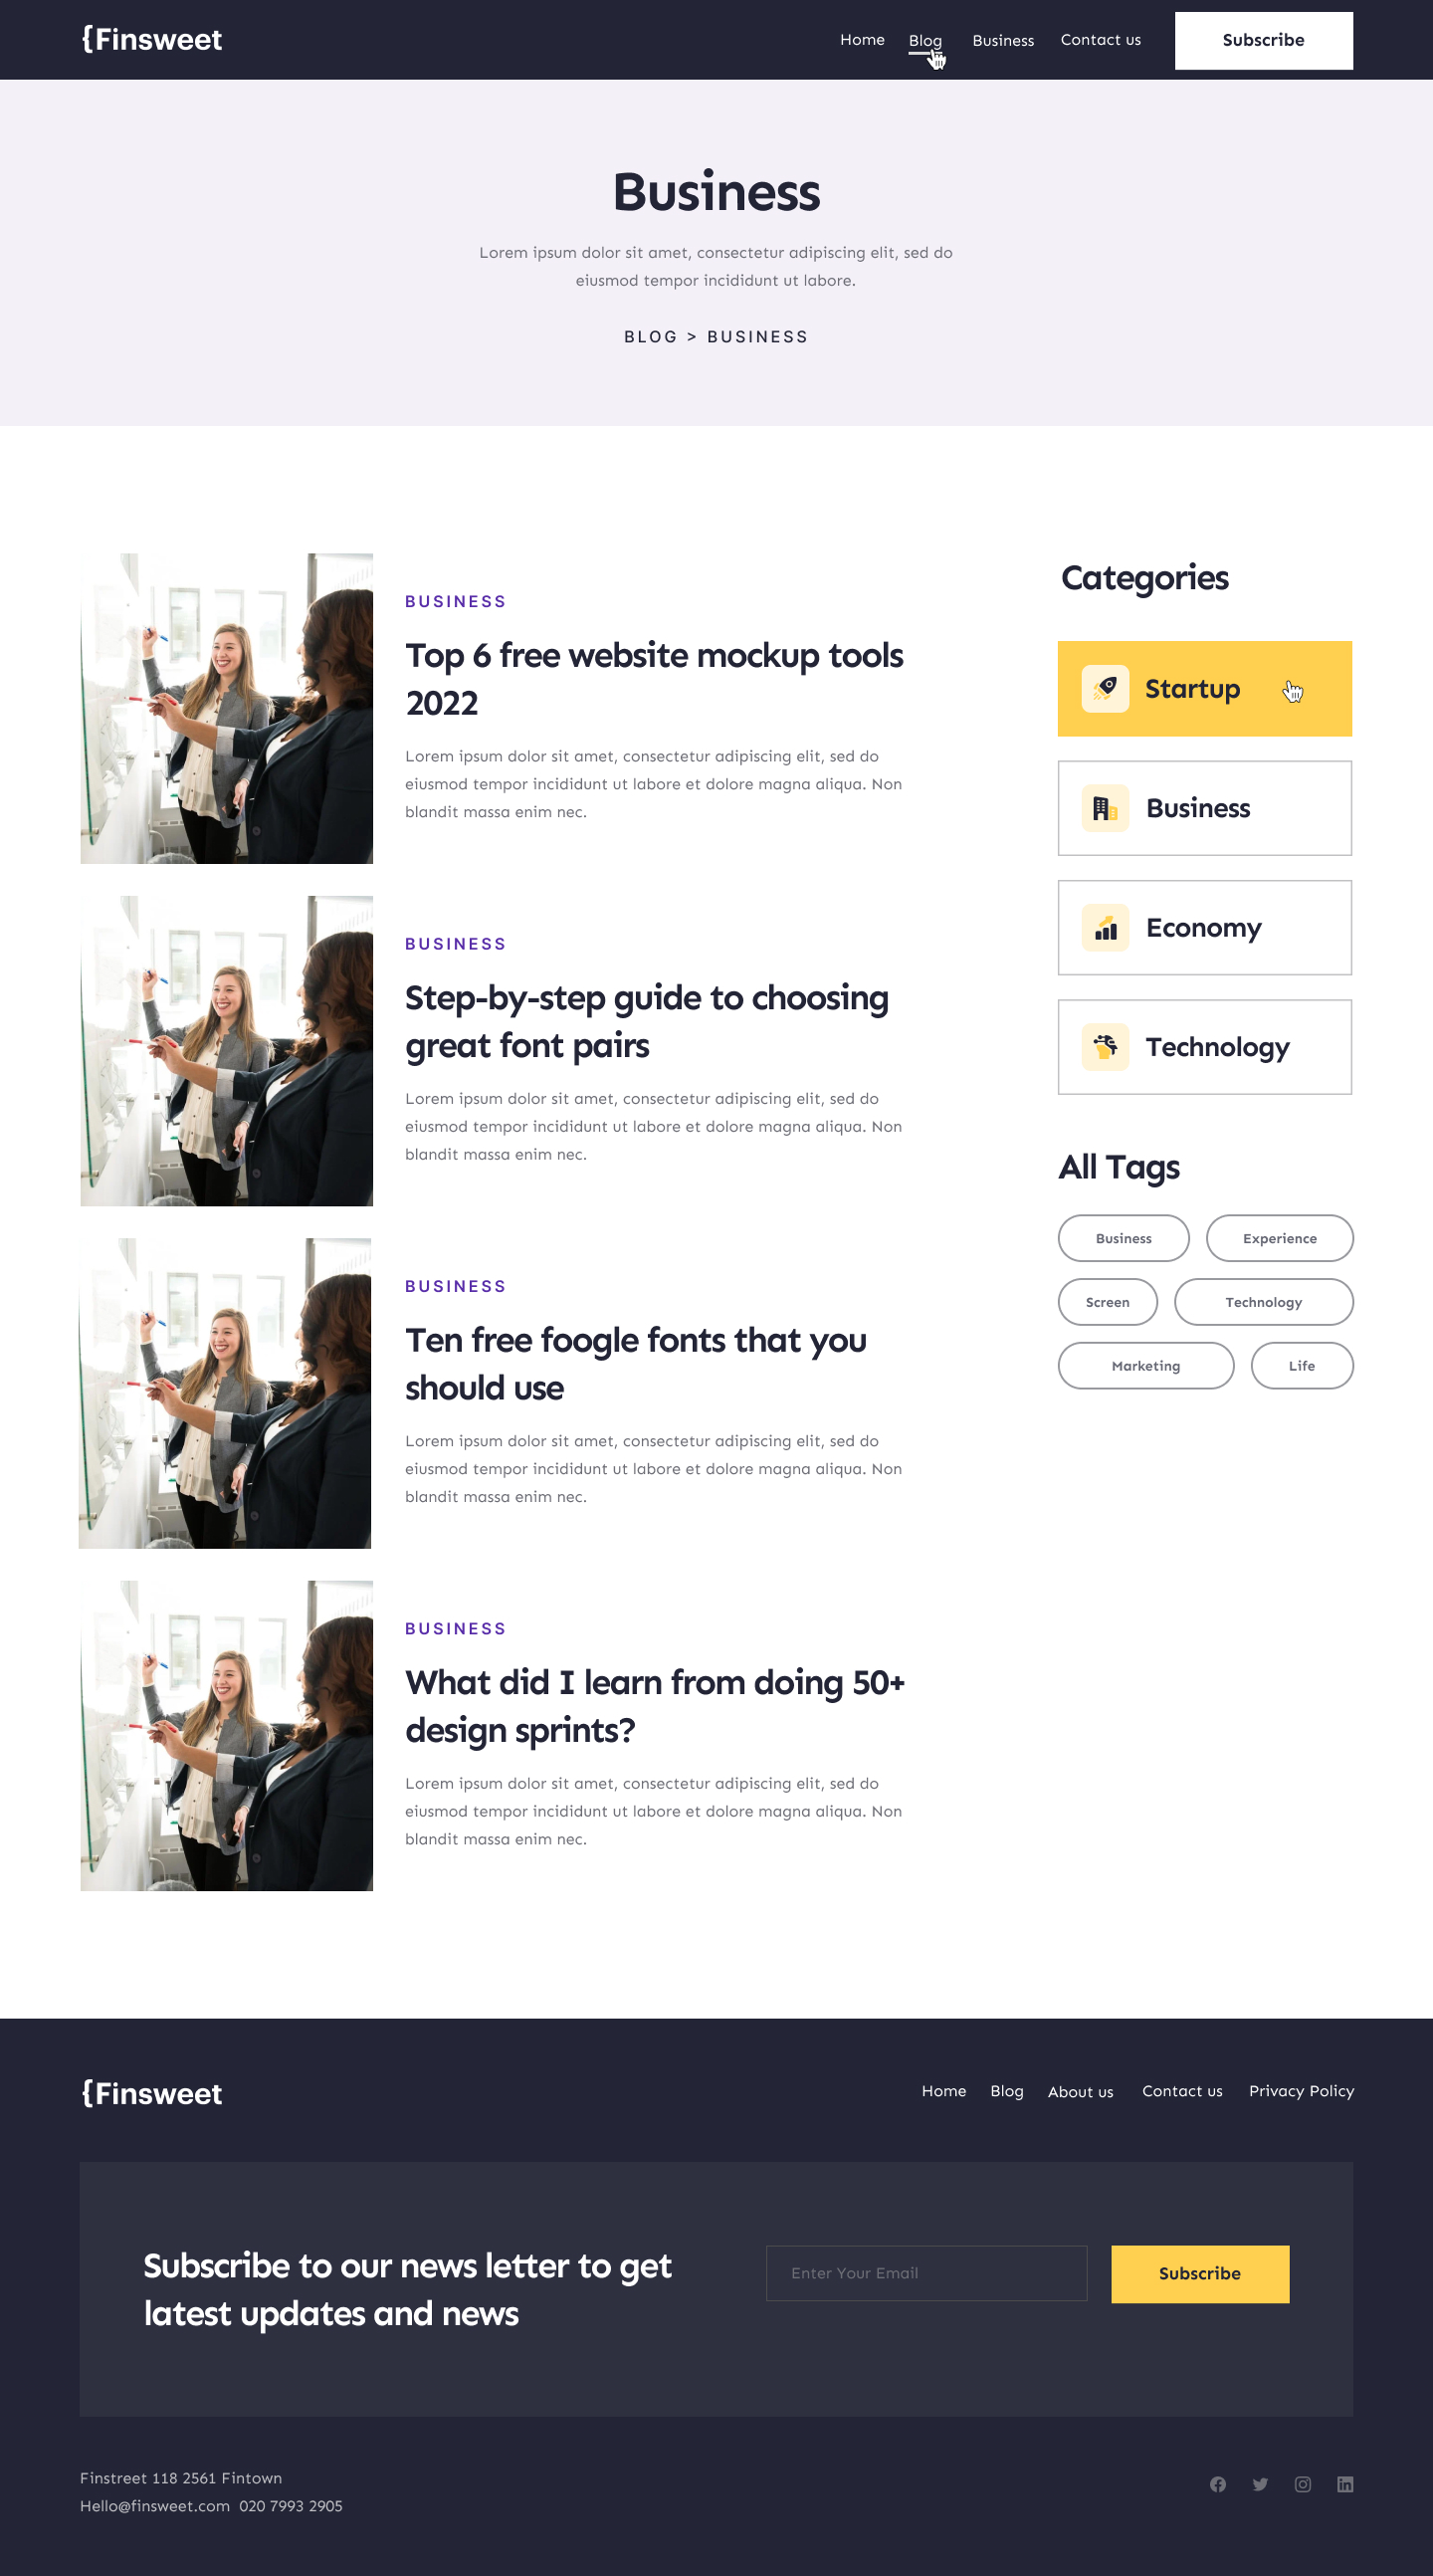 {Finsweet
Home Blog Business Contact us Subscribe
Business
Lorem ipsum dolor sit amet, consectetur adipiscing elit, sed do
eiusmod tempor incididunt ut labore.
BLOG > BUSINESS
BUSINESS
Top 6 free website mockup tools
2022
Lorem ipsum dolor sit amet, consectetur adipiscing elit, sed do
eiusmod tempor incididunt ut labore et dolore magna aliqua. Non
blandit massa enim nec.
BUSINESS
Step-by-step guide to choosing
great font pairs
Lorem ipsum dolor sit amet, consectetur adipiscing elit, sed do
eiusmod tempor incididunt ut labore et dolore magna aliqua. Non
blandit massa enim nec.
BUSINESS
Ten free foogle fonts that you
should use
Lorem ipsum dolor sit amet, consectetur adipiscing elit, sed do
eiusmod tempor incididunt ut labore et dolore magna aliqua. Non
blandit massa enim nec.
BUSINESS
What did I learn from doing 50+
design sprints?
Lorem ipsum dolor sit amet, consectetur adipiscing elit, sed do
eiusmod tempor incididunt ut labore et dolore magna aliqua. Non
blandit massa enim nec.
Categories
Startup
Business
Economy
Technology
All Tags
Business Experience
Screen Technology
Marketing Life
{Finsweet
Home Blog About us Contact us Privacy Policy
Subscribe to our news letter to get
latest updates and news
Enter Your Email
Subscribe
Finstreet 118 2561 Fintown
Hello@finsweet.com 020 7993 2905